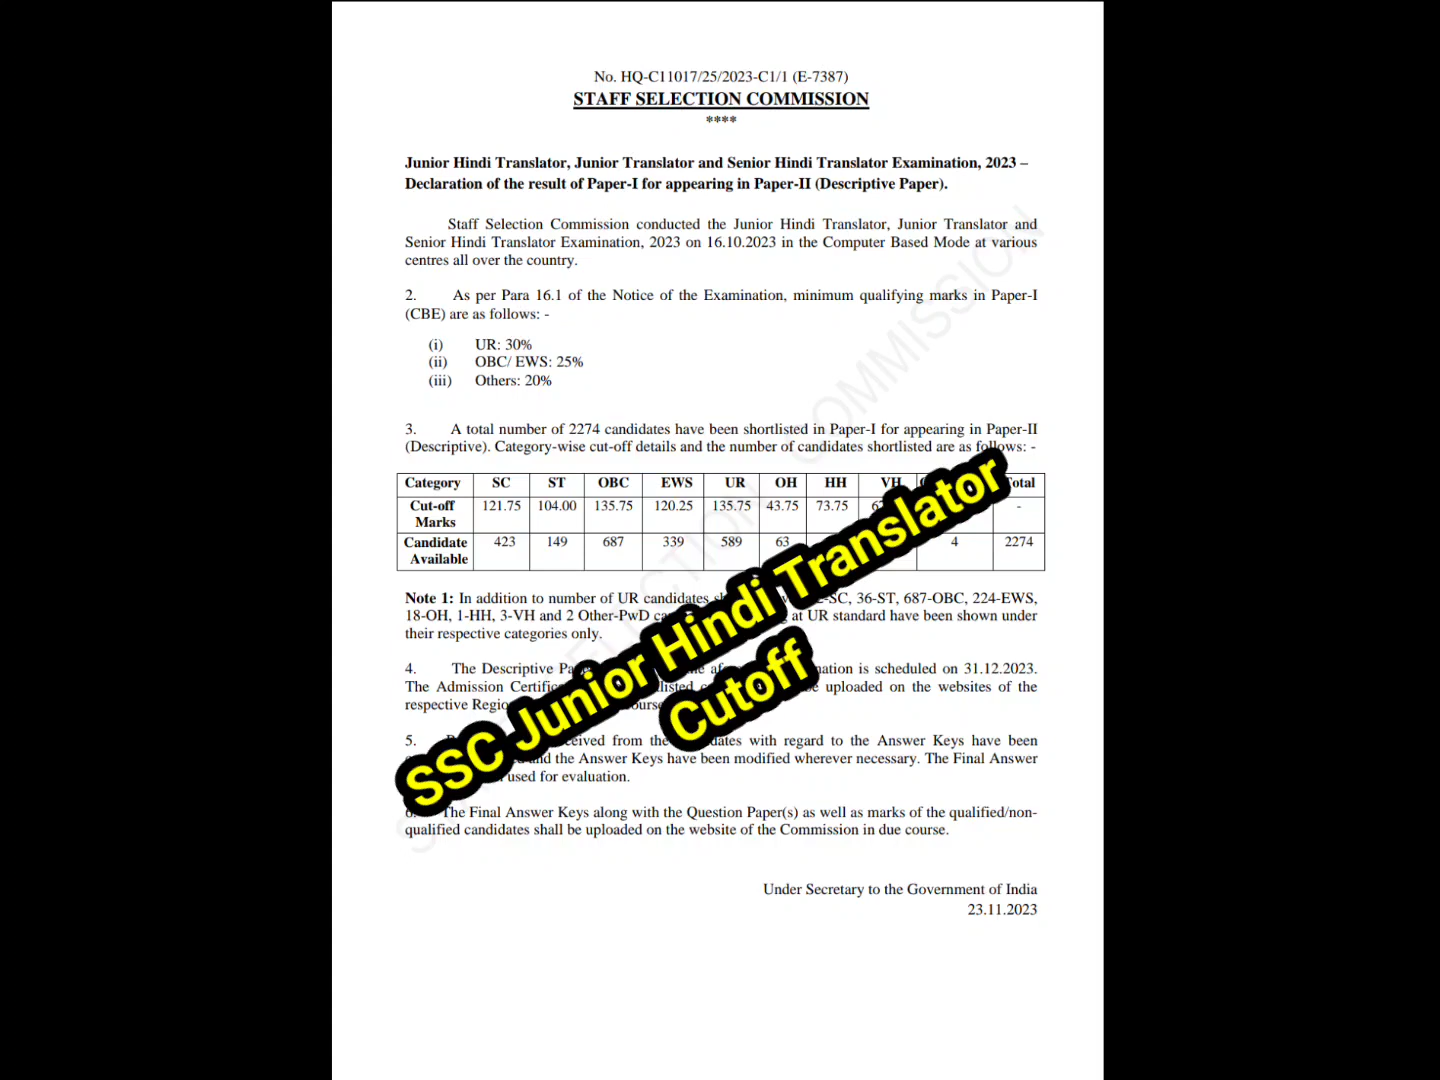 No. HQ-C11017/25/2023-C1/1 (E-7387)
STAFF SELECTION COMMISSION
****
Junior Hindi Translator, Junior Translator and Senior Hindi Translator Examination, 2023 –
Declaration of the result of Paper-I for appearing in Paper-II (Descriptive Paper).
Staff Selection Commission conducted the Junior Hindi Translator, Junior Translator and
Senior Hindi Translator Examination, 2023 on 16.10.2023 in the Computer Based Mode at various
centres all over the country.
2. As per Para 16.1 of the Notice of the Examination, minimum qualifying marks in Paper-I
(CBE) are as follows: -
(i) UR: 30%
(ii) OBC/ EWS: 25%
(iii) Others: 20%
3. A total number of 2274 candidates have been shortlisted in Paper-I for appearing in Paper-II
(Descriptive). Category-wise cut-off details and the number of candidates shortlisted are as follows: -
Category SC ST OBC EWS UR OH HH VH Total
Cut-off Marks 121.75 104.00 135.75 120.25 135.75 43.75 73.75 -
Candidate Available 423 149 687 339 589 63 4 2274
Note 1: In addition to number of UR candidates 36-ST, 687-OBC, 224-EWS,
18-OH, 1-HH, 3-VH and 2 Other-PwD at UR standard have been shown under
their respective categories only.
4. The Descriptive is scheduled on 31.12.2023.
The Admission uploaded on the websites of the
respective
5. from the with regard to the Answer Keys have been
and the Answer Keys have been modified wherever necessary. The Final Answer
used for evaluation.
The Final Answer Keys along with the Question Paper(s) as well as marks of the qualified/non-
qualified candidates shall be uploaded on the website of the Commission in due course.
Under Secretary to the Government of India
23.11.2023
SSC Junior Hindi Translator
Cutoff